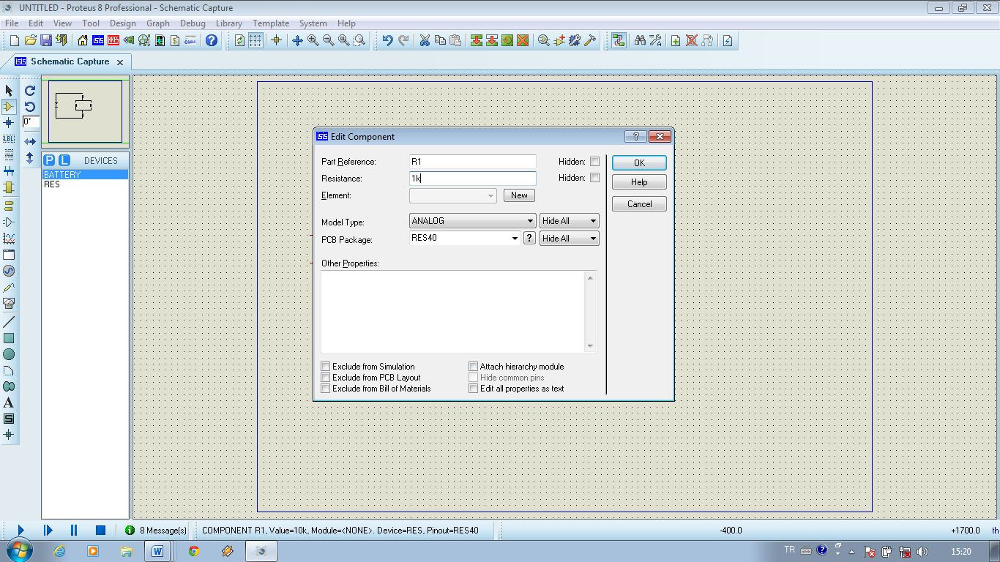 UNTITLED - Proteus 8 Professional - Schematic Capture
File Edit View Tool Design Graph Debug Library Template System Help
ISIS ARES $ ?
Schematic Capture
0°
LBL
P L DEVICES
BATTERY
RES
A
S
ISIS Edit Component
Part Reference: R1 Hidden:
Resistance: 1k Hidden:
Element: New
Model Type: ANALOG Hide All
PCB Package: RES40 ? Hide All
Other Properties:
Exclude from Simulation
Exclude from PCB Layout
Exclude from Bill of Materials
Attach hierarchy module
Hide common pins
Edit all properties as text
OK
Help
Cancel
8 Message(s) COMPONENT R1, Value=10k, Module=<NONE>. Device=RES, Pinout=RES40 -400.0 +1700.0 th
W TR ? 15:20